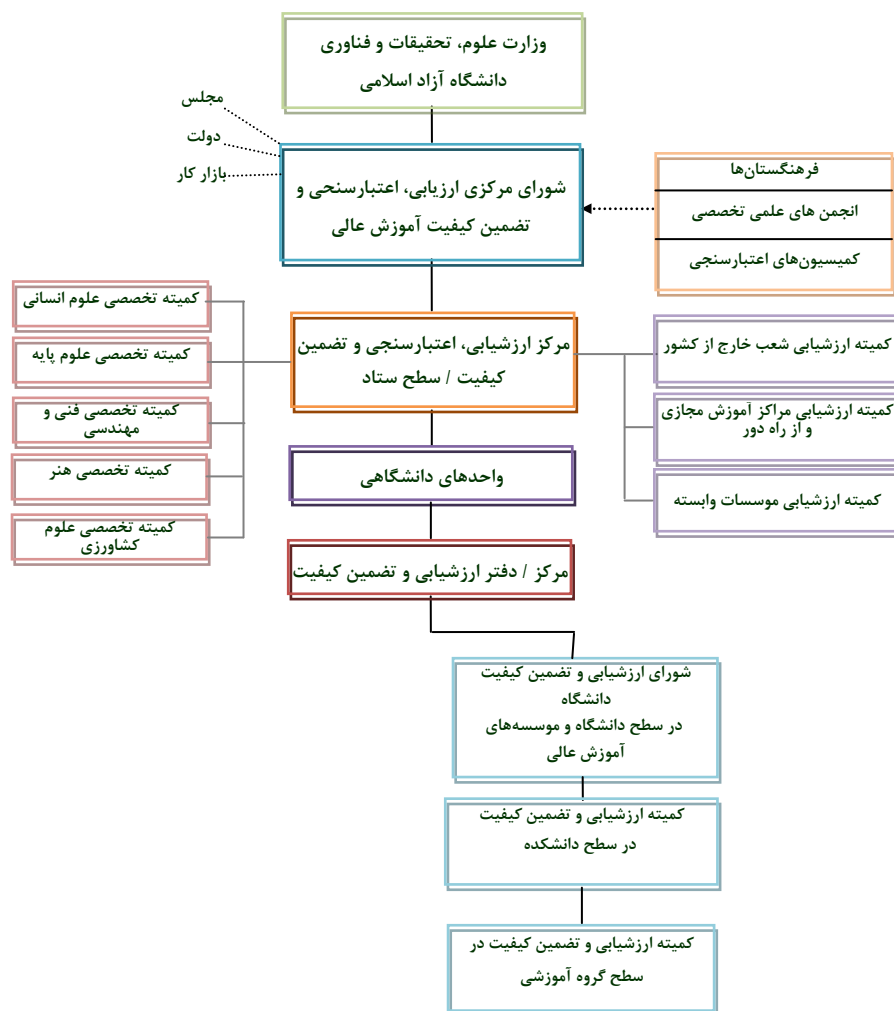 وزارت علوم، تحقیقات و فناوری
دانشگاه آزاد اسلامی
مجلس
دولت
بازار کار
شورای مرکزی ارزیابی، اعتبارسنحی و
تضمین کیفیت آموزش عالی
فرهنگستان‌ها
انجمن های علمی تخصصی
کمیسیون‌های اعتبارسنجی
مرکز ارزشیابی، اعتبارسنجی و تضمین
کیفیت / سطح ستاد
کمیته ارزشیابی شعب خارج از کشور
کمیته ارزشیابی مراکز آموزش مجازی
و از راه دور
کمیته ارزشیابی موسسات وابسته
کمیته تخصصی علوم انسانی
کمیته تخصصی علوم پایه
کمیته تخصصی فنی و
مهندسی
کمیته تخصصی هنر
کمیته تخصصی علوم
کشاورزی
واحدهای دانشگاهی
مرکز / دفتر ارزشیابی و تضمین کیفیت
شورای ارزشیابی و تضمین کیفیت
دانشگاه
در سطح دانشگاه و موسسه‌های
آموزش عالی
کمیته ارزشیابی و تضمین کیفیت
در سطح دانشکده
کمیته ارزشیابی و تضمین کیفیت در
سطح گروه آموزشی